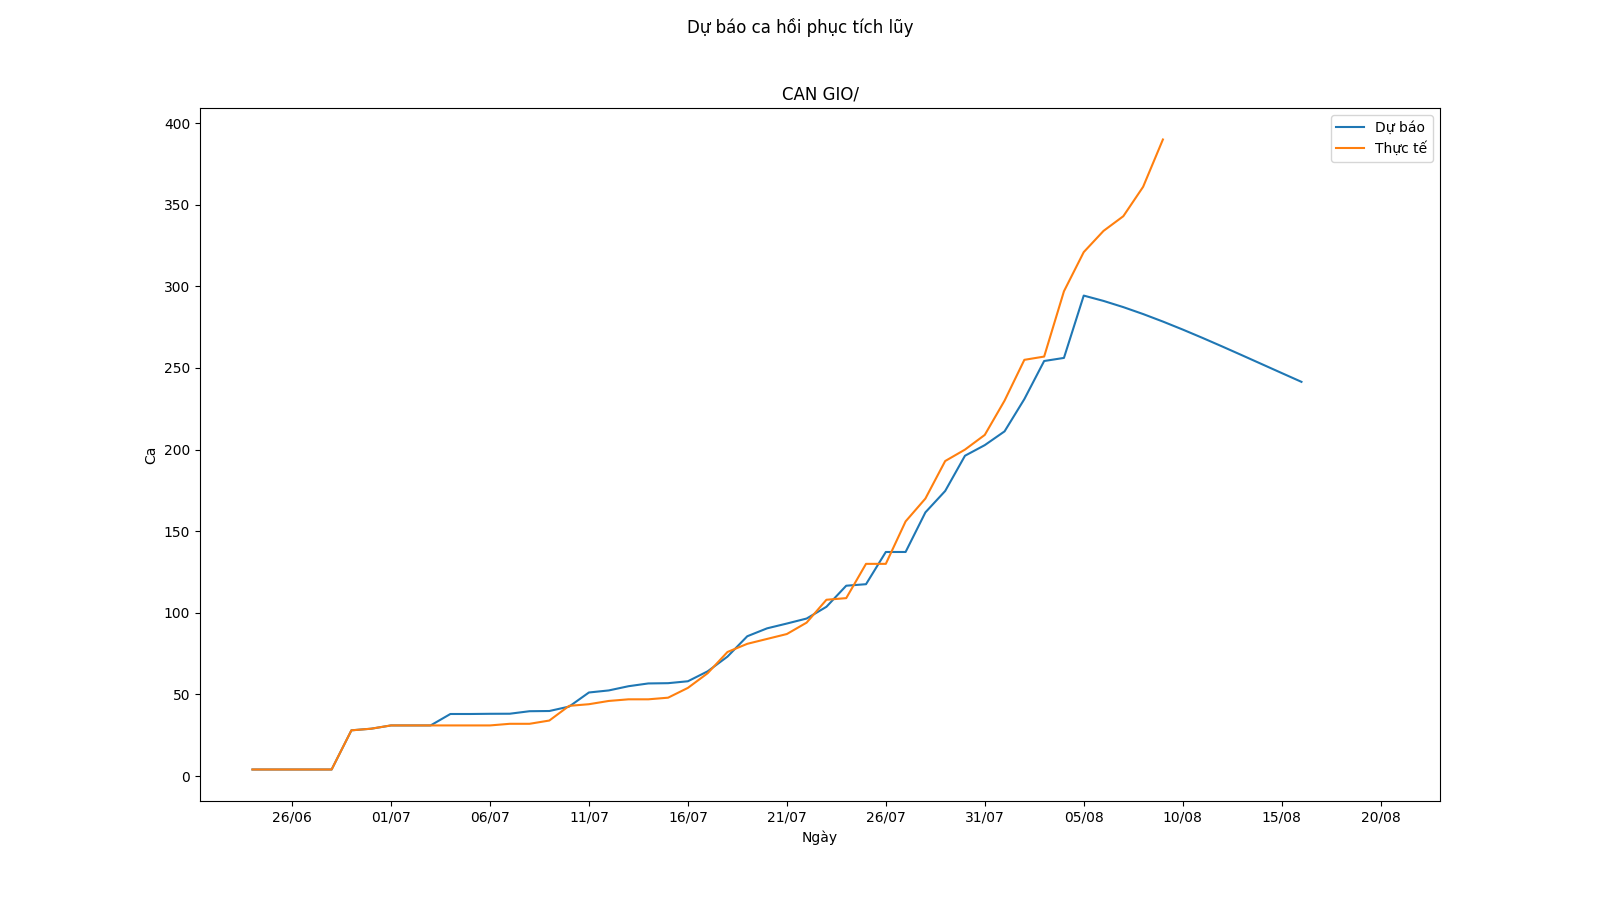 Dự báo ca hồi phục tích lũy
CAN GIO/
Dự báo
Thực tế
400
350
300
250
200
150
100
50
0
Ca
26/06 01/07 06/07 11/07 16/07 21/07 26/07 31/07 05/08 10/08 15/08 20/08
Ngày